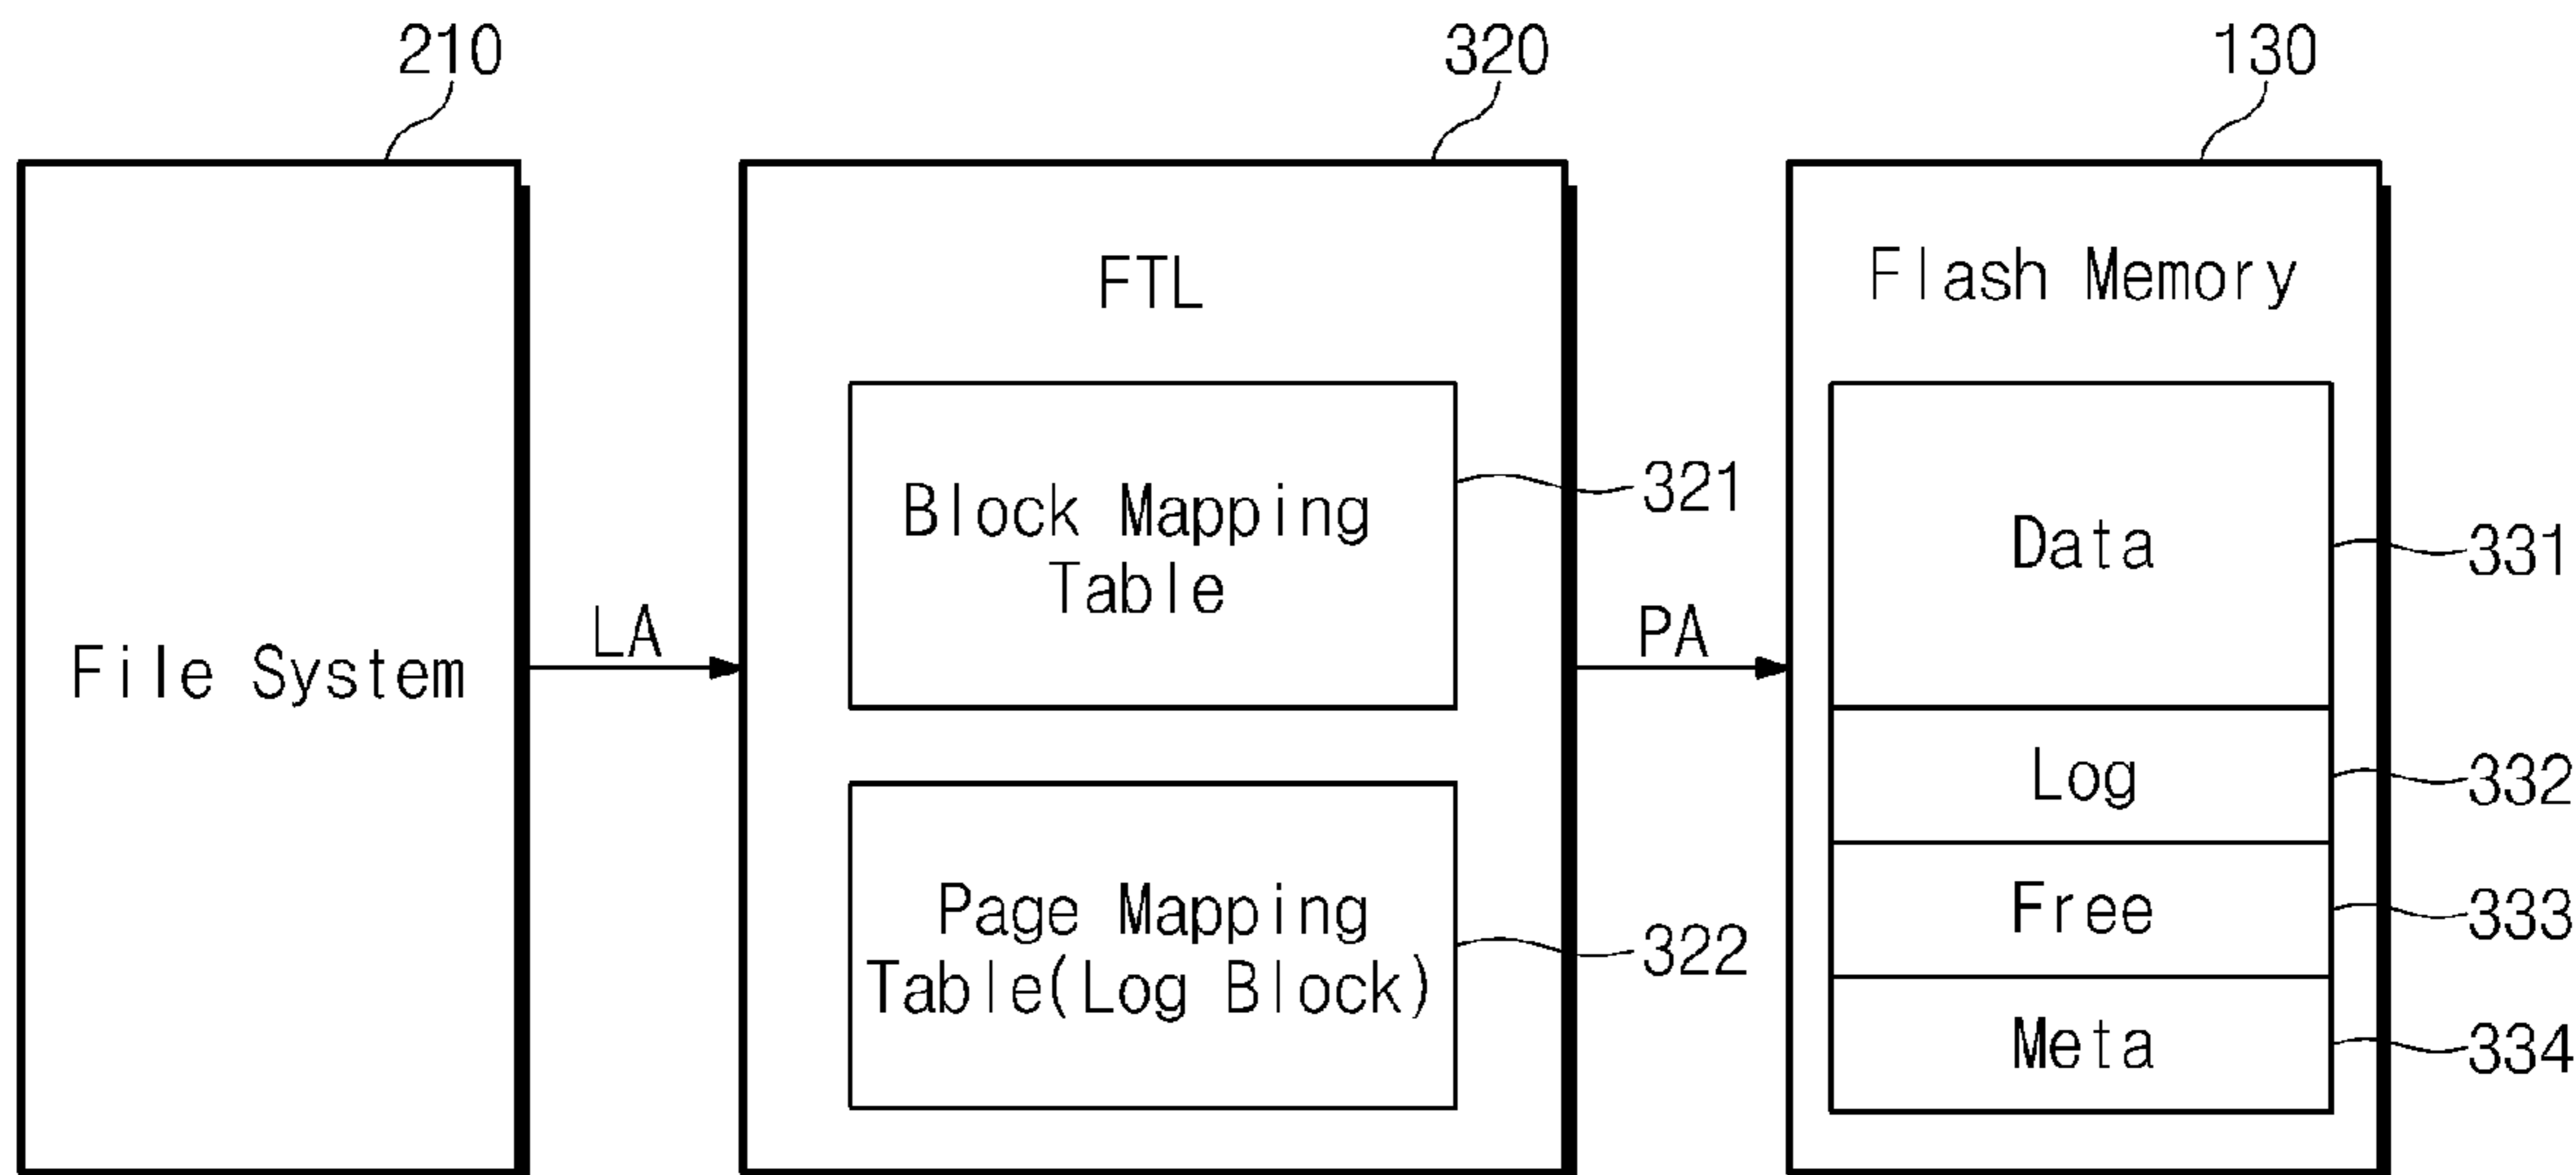 210
320
130
File System
LA
FTL
Block Mapping
Table
321
Page Mapping
Table(Log Block)
322
PA
Flash Memory
Data
331
Log
332
Free
333
Meta
334